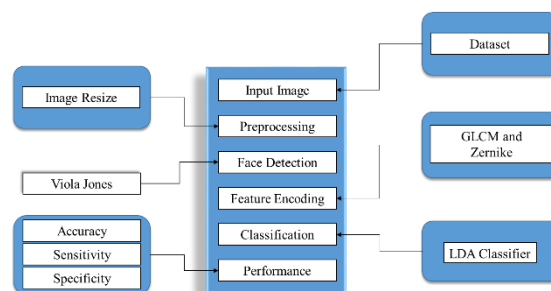 Dataset
Input Image
Image Resize
Preprocessing
GLCM and
Zernike
Face Detection
Viola Jones
Feature Encoding
Accuracy
Classification
Sensitivity
LDA Classifier
Specificity
Performance